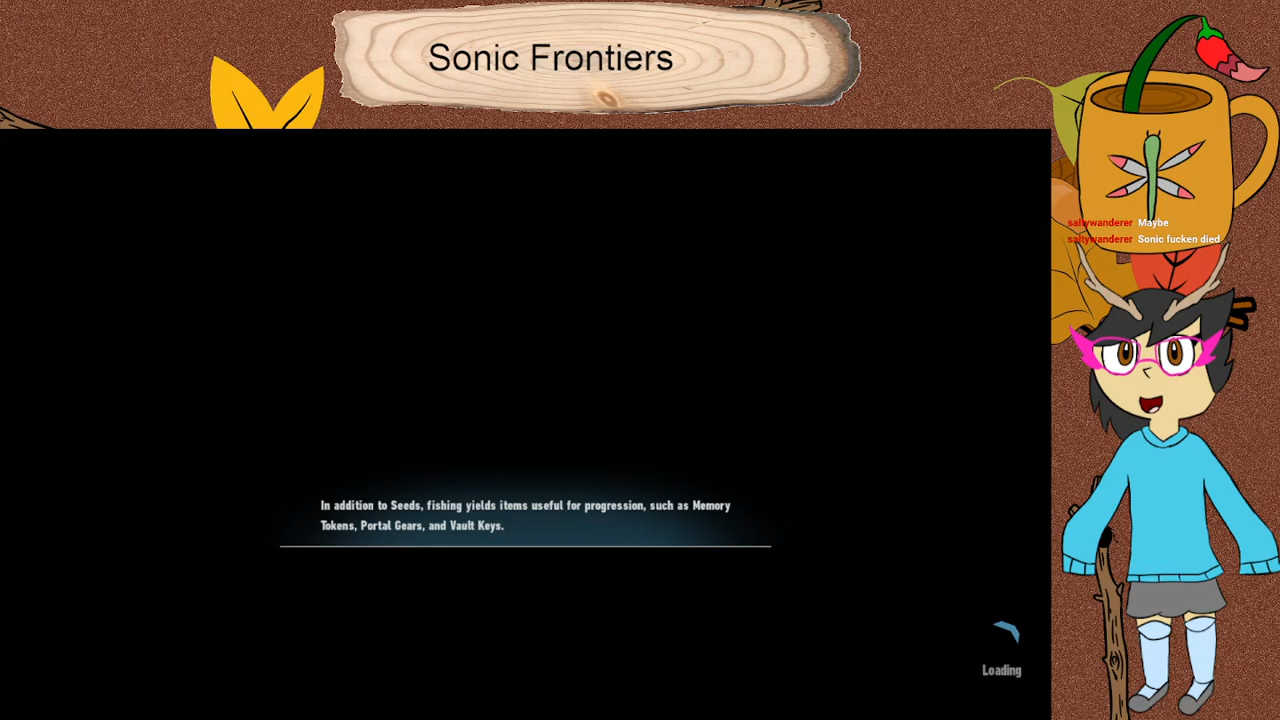 Sonic Frontiers
saltywanderer Maybe
saltywanderer Sonic fucken died
In addition to Seeds, fishing yields items useful for progression, such as Memory
Tokens, Portal Gears, and Vault Keys.
Loading